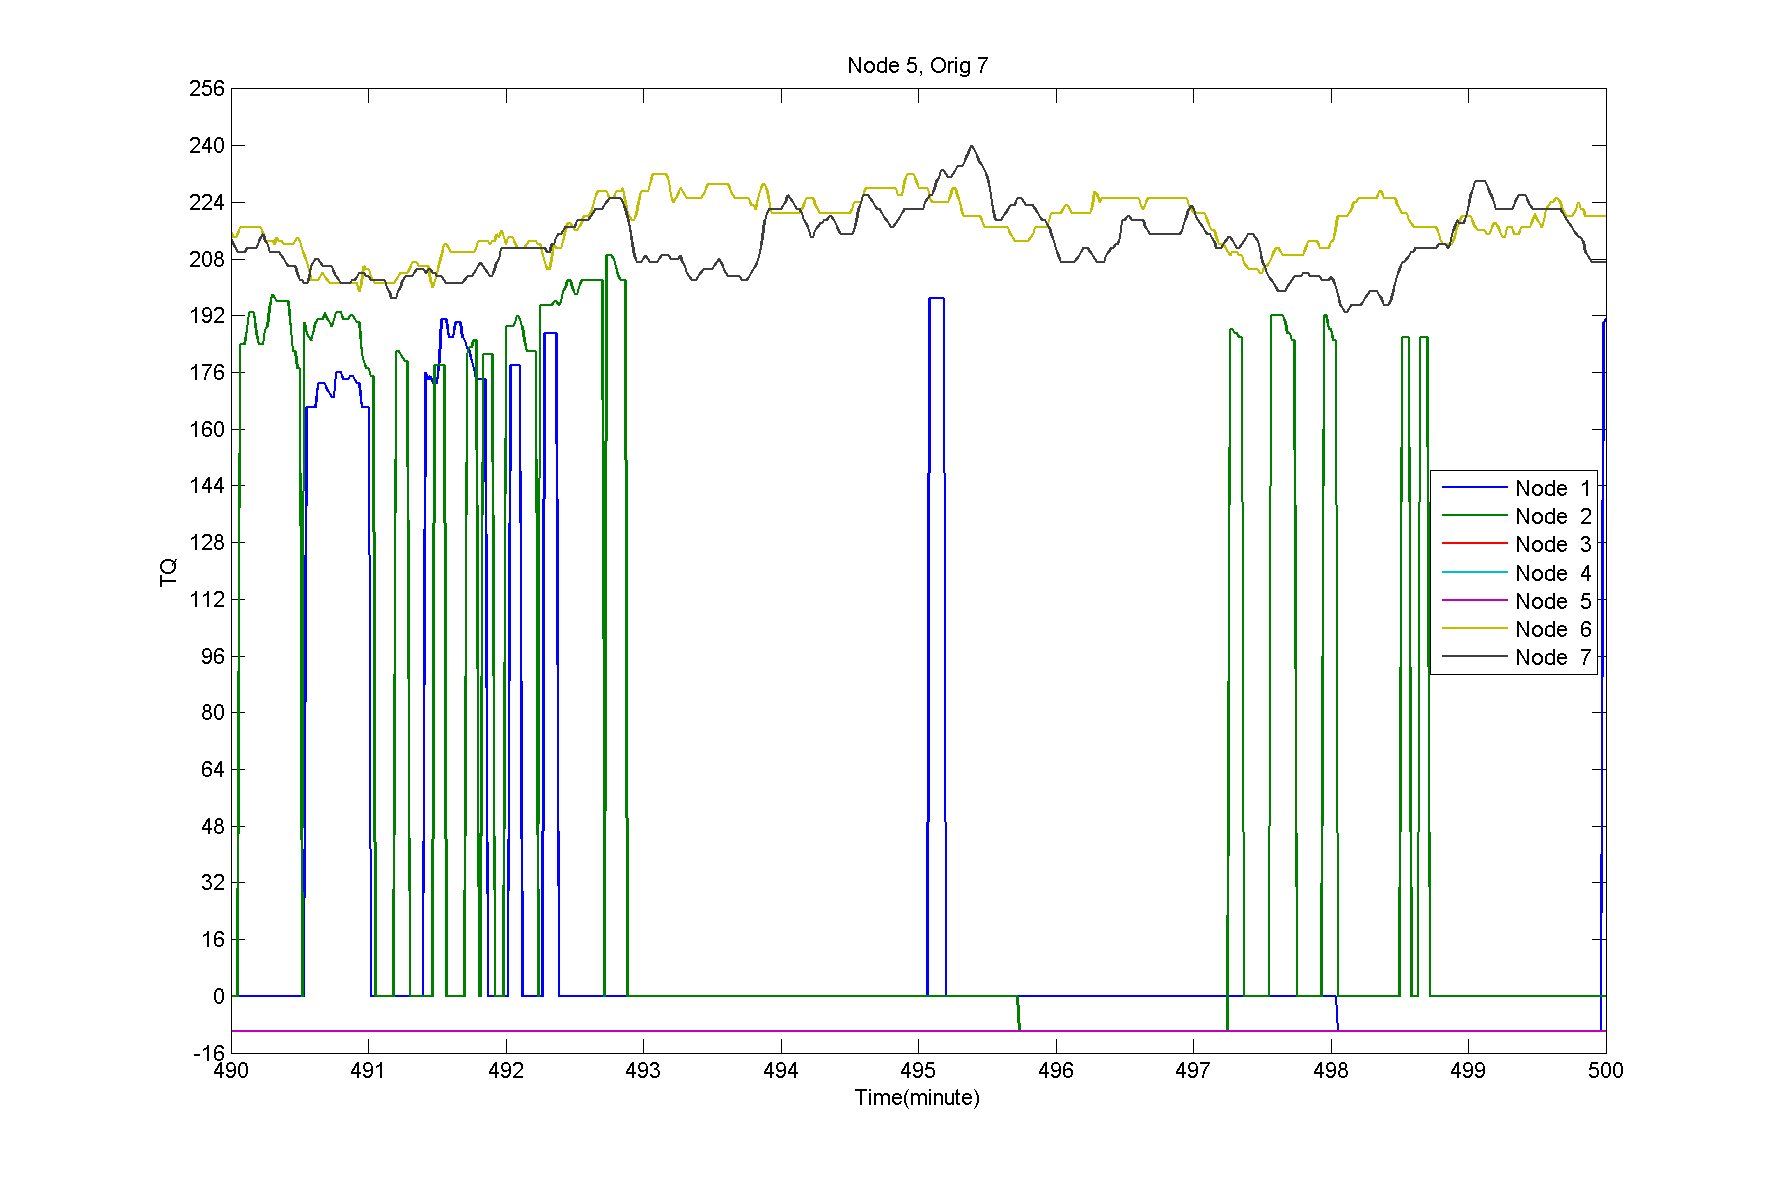 Node 5, Orig 7
256
240
224
208
192
176
160
144
128
112
96
80
64
48
32
16
0
-16
TQ
Node 1
Node 2
Node 3
Node 4
Node 5
Node 6
Node 7
490 491 492 493 494 495 496 497 498 499 500
Time(minute)